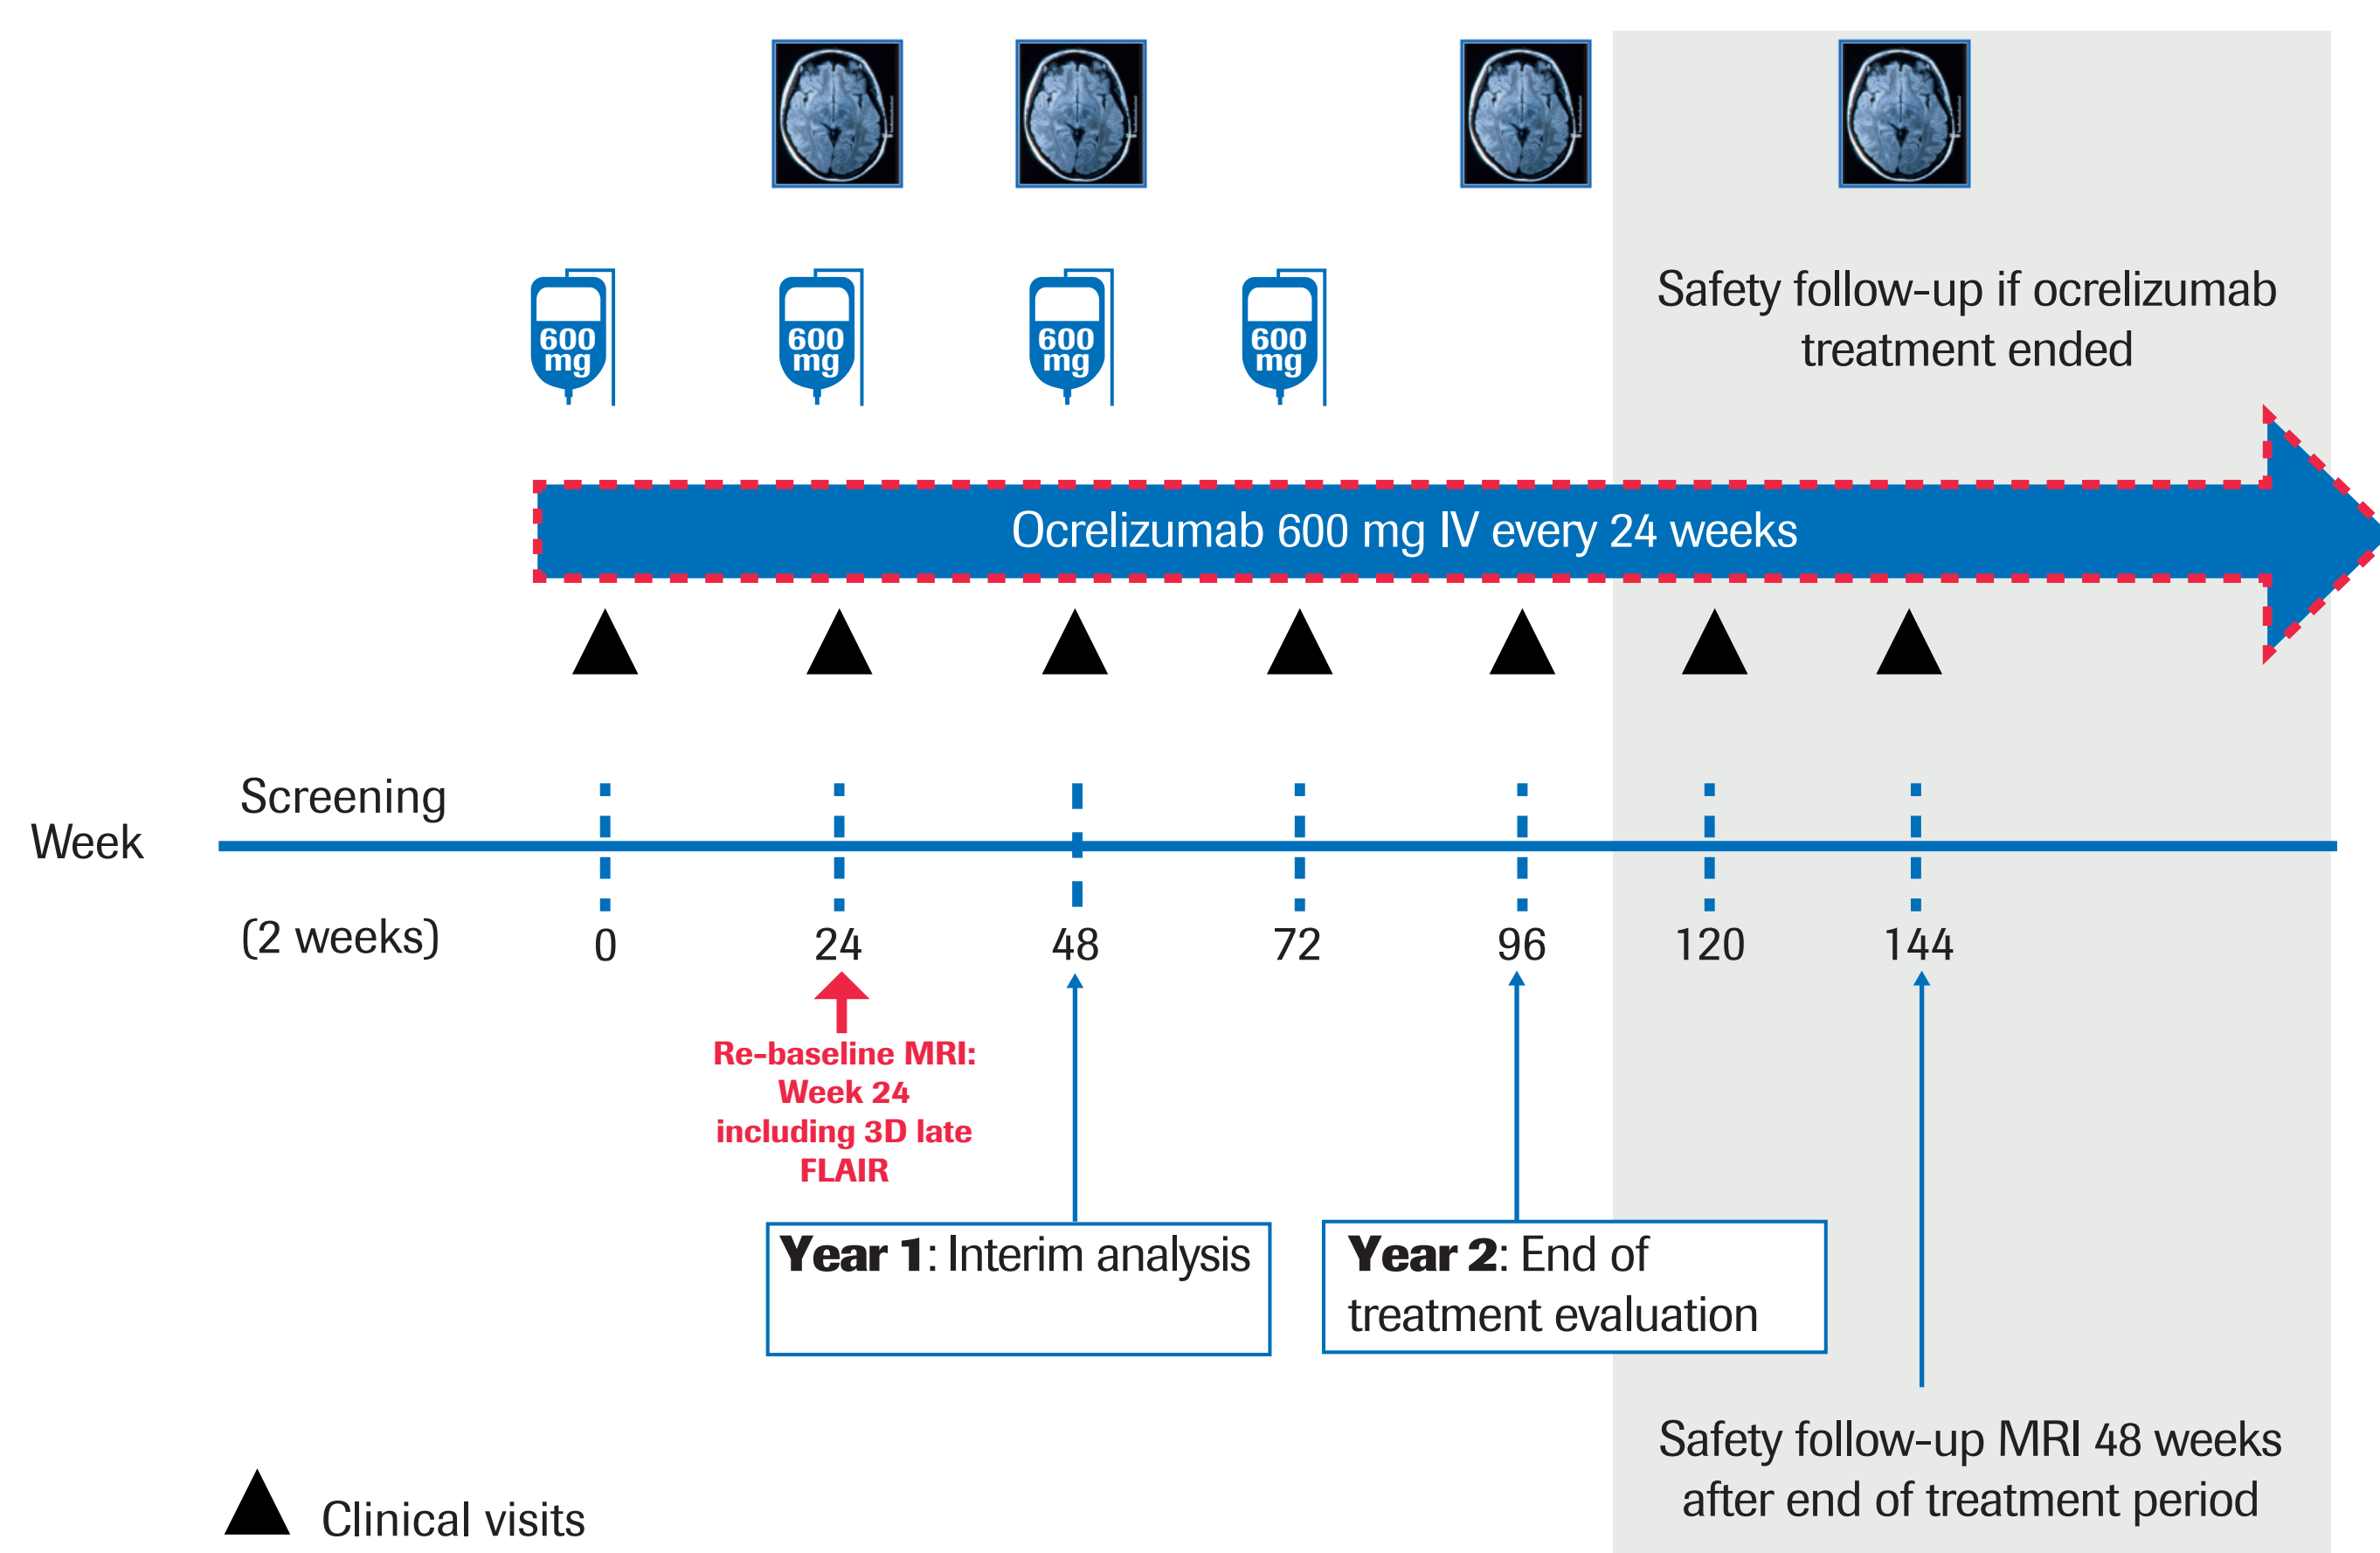 600
mg
600
mg
600
mg
600
mg
Safety follow-up if ocrelizumab
treatment ended
Ocrelizumab 600 mg IV every 24 weeks
Week
Screening
(2 weeks)
0
24
48
72
96
120
144
Re-baseline MRI:
Week 24
including 3D late
FLAIR
Year 1: Interim analysis
Year 2: End of
treatment evaluation
Safety follow-up MRI 48 weeks
after end of treatment period
Clinical visits